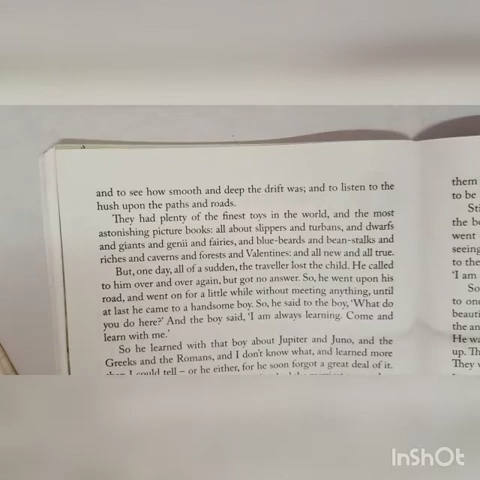 and to see how smooth and deep the drift was; and to listen to the
hush upon the paths and roads.
They had plenty of the finest toys in the world, and the most
astonishing picture books: all about slippers and turbans, and dwarfs
and giants and genii and fairies, and blue-beards and bean-stalks and
riches and caverns and forests and Valentines: and all new and all true.
But, one day, all of a sudden, the traveller lost the child. He called
to him over and over again, but got no answer. So, he went upon his
road, and went on for a little while without meeting anything, until
at last he came to a handsome boy. So, he said to the boy, 'What do
you do here?' And the boy said, 'I am always learning. Come and
learn with me.'
So he learned with that boy about Jupiter and Juno, and the
Greeks and the Romans, and I don't know what, and learned more
than I could tell – or he either, for he soon forgot a great deal of it.
them
to be
the b
went
seeing
to the
'I am
So
to one
beauti
the an
He wa
up. Th
They v
InShOt